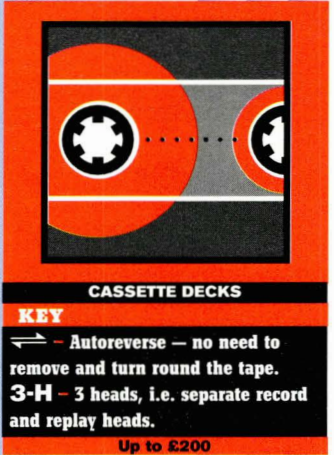 CASSETTE DECKS
KEY
⇌ – Autoreverse — no need to
remove and turn round the tape.
3-H – 3 heads, i.e. separate record
and replay heads.
Up to £200